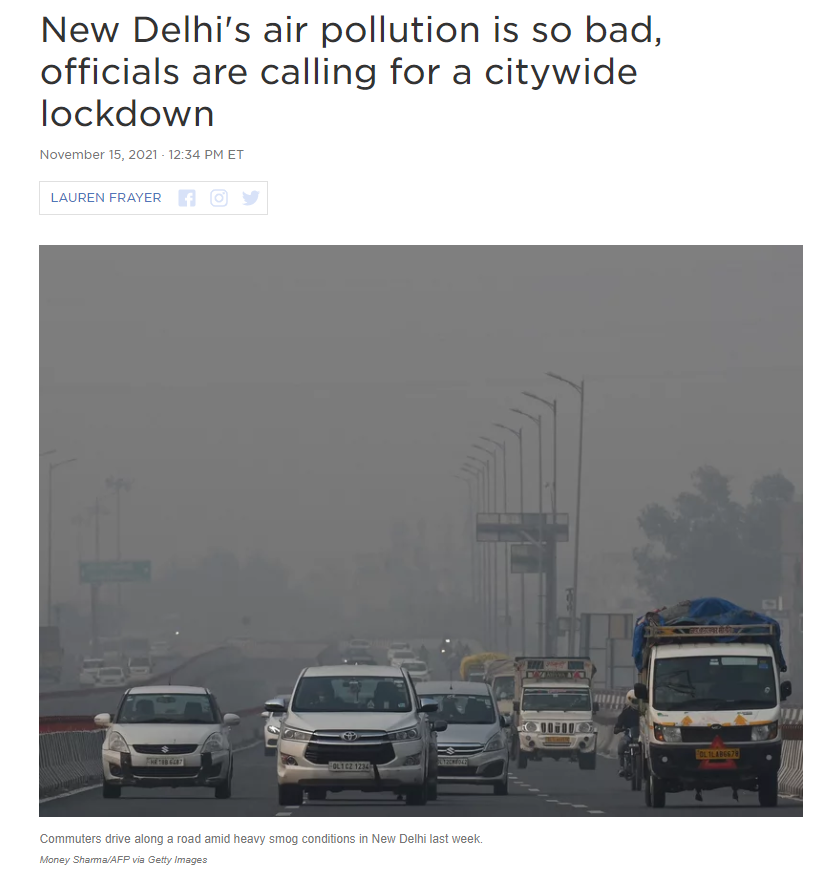 New Delhi's air pollution is so bad,
officials are calling for a citywide
lockdown
November 15, 2021 · 12:34 PM ET
LAUREN FRAYER
Commuters drive along a road amid heavy smog conditions in New Delhi last week.
Money Sharma/AFP via Getty Images